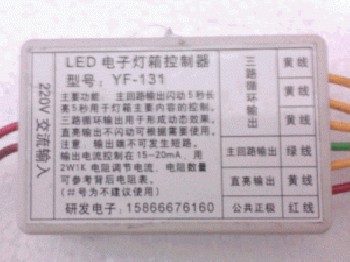 LED 电子灯箱控制器
型号: YF-131
主要功能: 主回路输出闪动5秒长
亮5秒用于灯箱主要内容的控制。
三路循环输出用于形成动态效果。
直亮输出不闪动可根据需要使用。
注意: 输出端不可发生短路。
输出电流控制在15-20mA, 用
2W1K 电阻调节电流, 电阻数量
可参考背后电阻表。
(#号为不建议使用)
研发电子: 15866676160
220V 交流输入
三路循环输出
黄线
黄线
黄线
主回路输出 绿线
直亮输出 黄线
公共正极 红线